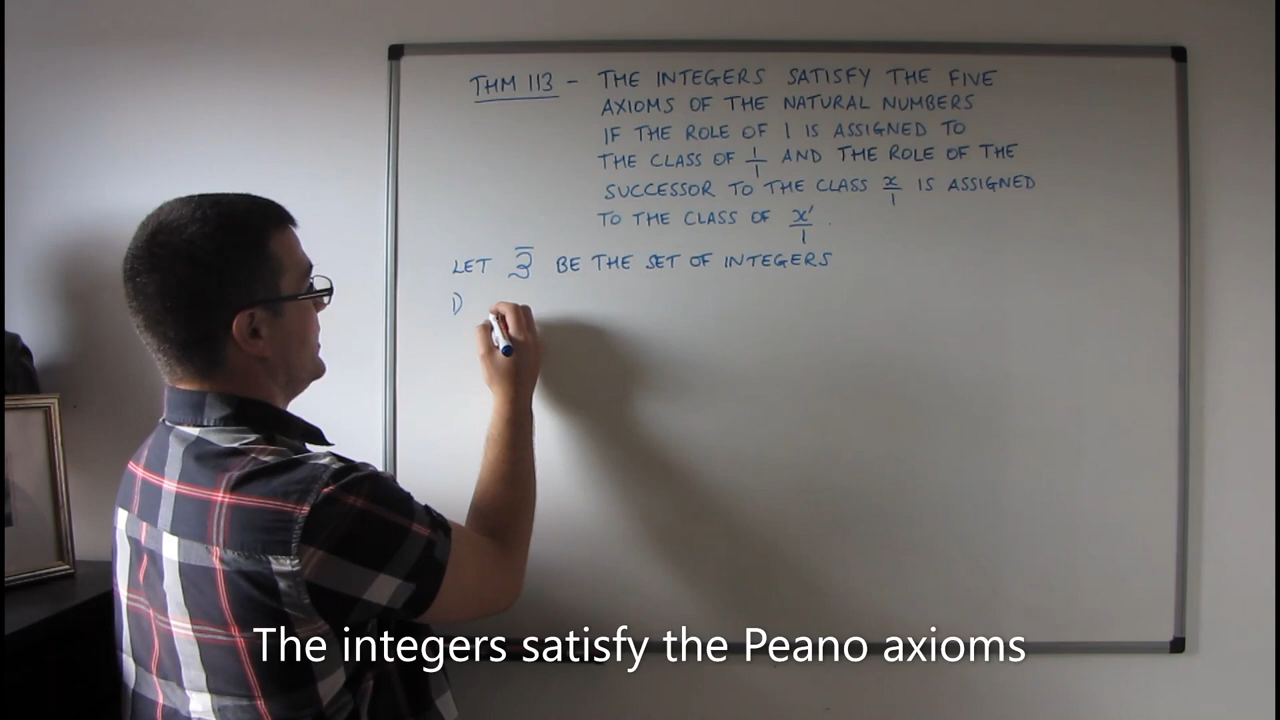 THM 113 - THE INTEGERS SATISFY THE FIVE
AXIOMS OF THE NATURAL NUMBERS
IF THE ROLE OF 1 IS ASSIGNED TO
THE CLASS OF 1/1 AND THE ROLE OF THE
SUCCESSOR TO THE CLASS x/1 IS ASSIGNED
TO THE CLASS OF x'/1 .
LET BE THE SET OF INTEGERS
1)
The integers satisfy the Peano axioms